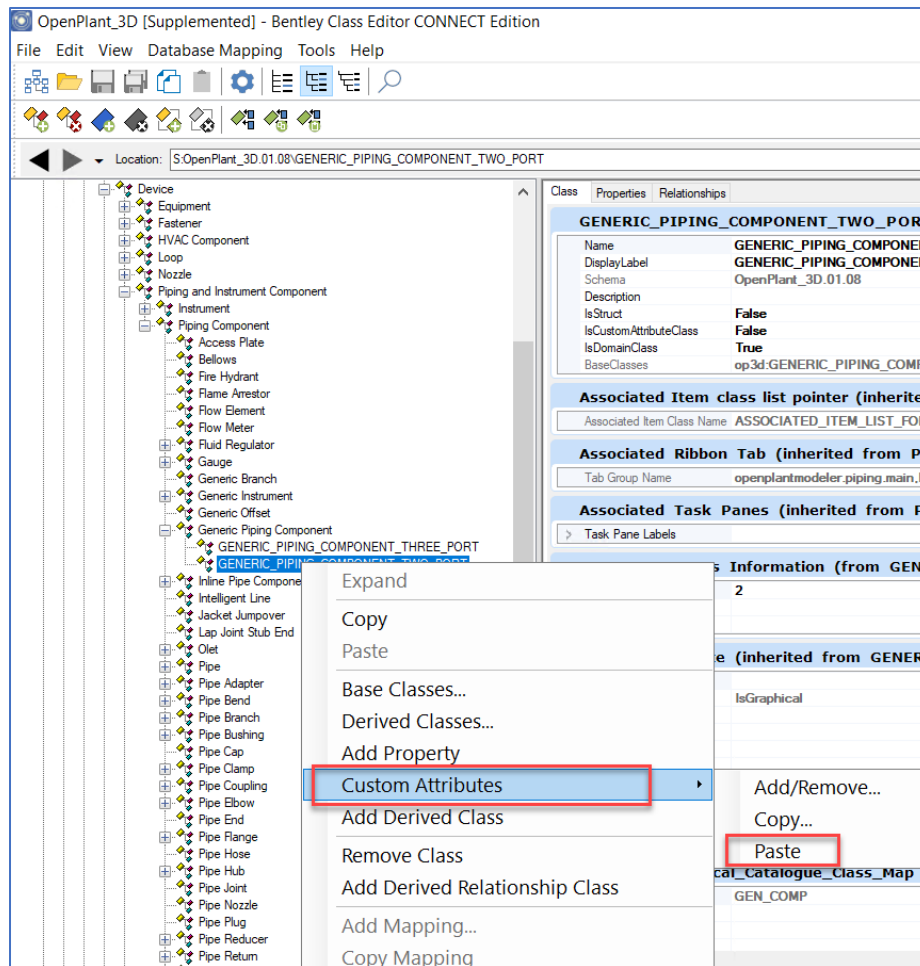 OpenPlant_3D [Supplemented] - Bentley Class Editor CONNECT Edition
File Edit View Database Mapping Tools Help
Location: S:OpenPlant_3D.01.08\GENERIC_PIPING_COMPONENT_TWO_PORT
Device
Equipment
Fastener
HVAC Component
Loop
Nozzle
Piping and Instrument Component
Instrument
Piping Component
Access Plate
Bellows
Fire Hydrant
Flame Arrestor
Flow Element
Flow Meter
Fluid Regulator
Gauge
Generic Branch
Generic Instrument
Generic Offset
Generic Piping Component
GENERIC_PIPING_COMPONENT_THREE_PORT
GENERIC_PIPING_COMPONENT_TWO_PORT
Inline Pipe Compone
Intelligent Line
Jacket Jumpover
Lap Joint Stub End
Olet
Pipe
Pipe Adapter
Pipe Bend
Pipe Branch
Pipe Bushing
Pipe Cap
Pipe Clamp
Pipe Coupling
Pipe Elbow
Pipe End
Pipe Flange
Pipe Hose
Pipe Hub
Pipe Joint
Pipe Nozzle
Pipe Plug
Pipe Reducer
Pipe Return
Class Properties Relationships
GENERIC_PIPING_COMPONENT_TWO_POR
Name GENERIC_PIPING_COMPONE
DisplayLabel GENERIC_PIPING_COMPONE
Schema OpenPlant_3D.01.08
Description
IsStruct False
IsCustomAttributeClass False
IsDomainClass True
BaseClasses op3d:GENERIC_PIPING_COMP
Associated Item class list pointer (inherite
Associated Item Class Name ASSOCIATED_ITEM_LIST_FO
Associated Ribbon Tab (inherited from P
Tab Group Name openplantmodeler.piping.main,
Associated Task Panes (inherited from P
Task Pane Labels
s Information (from GEN
2
te (inherited from GENER
IsGraphical
cal_Catalogue_Class_Map
GEN_COMP
Expand
Copy
Paste
Base Classes...
Derived Classes...
Add Property
Custom Attributes
Add Derived Class
Remove Class
Add Derived Relationship Class
Add Mapping...
Copy Mapping
Add/Remove...
Copy...
Paste